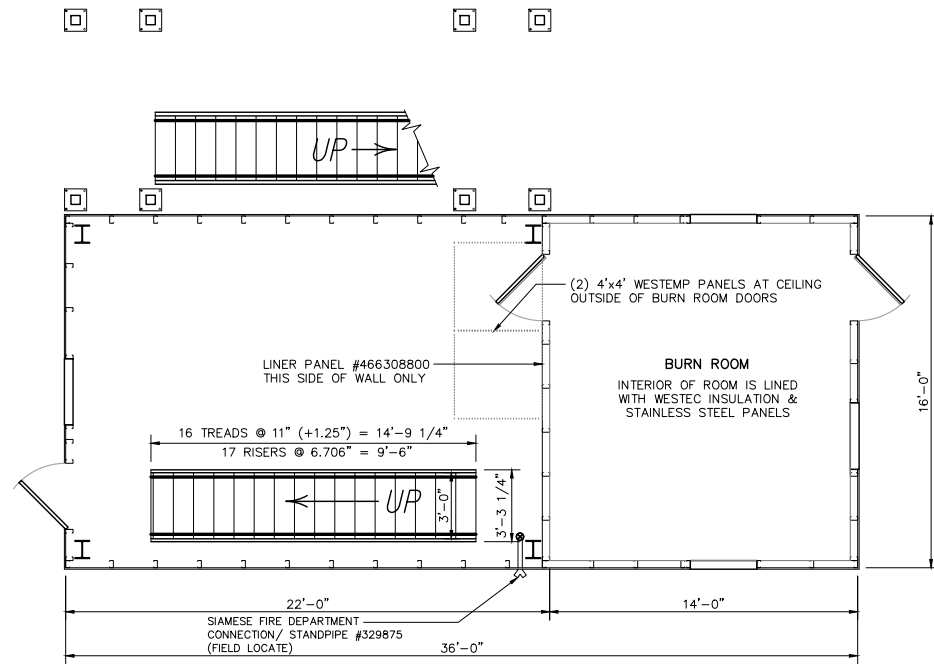 UP
(2) 4'x4' WESTEMP PANELS AT CEILING
OUTSIDE OF BURN ROOM DOORS
LINER PANEL #466308800
THIS SIDE OF WALL ONLY
BURN ROOM
INTERIOR OF ROOM IS LINED
WITH WESTEC INSULATION &
STAINLESS STEEL PANELS
16'-0"
16 TREADS @ 11" (+1.25") = 14'-9 1/4"
17 RISERS @ 6.706" = 9'-6"
UP
3'-0"
3'-3 1/4"
22'-0"
14'-0"
SIAMESE FIRE DEPARTMENT
CONNECTION/ STANDPIPE #329875
(FIELD LOCATE)
36'-0"